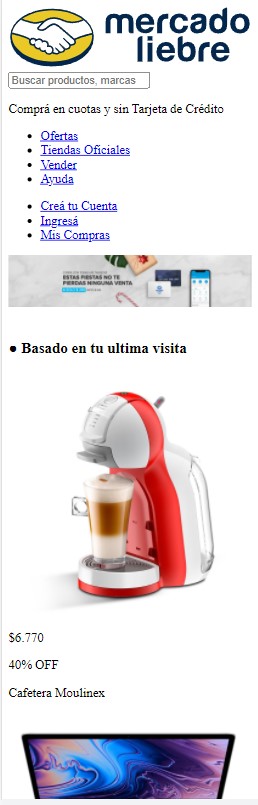 mercado
liebre
Buscar productos, marcas
Comprá en cuotas y sin Tarjeta de Crédito
Ofertas
Tiendas Oficiales
Vender
Ayuda
Creá tu Cuenta
Ingresá
Mis Compras
ESTAS FIESTAS NO TE
PIERDAS NINGUNA VENTA
● Basado en tu ultima visita
$6.770
40% OFF
Cafetera Moulinex